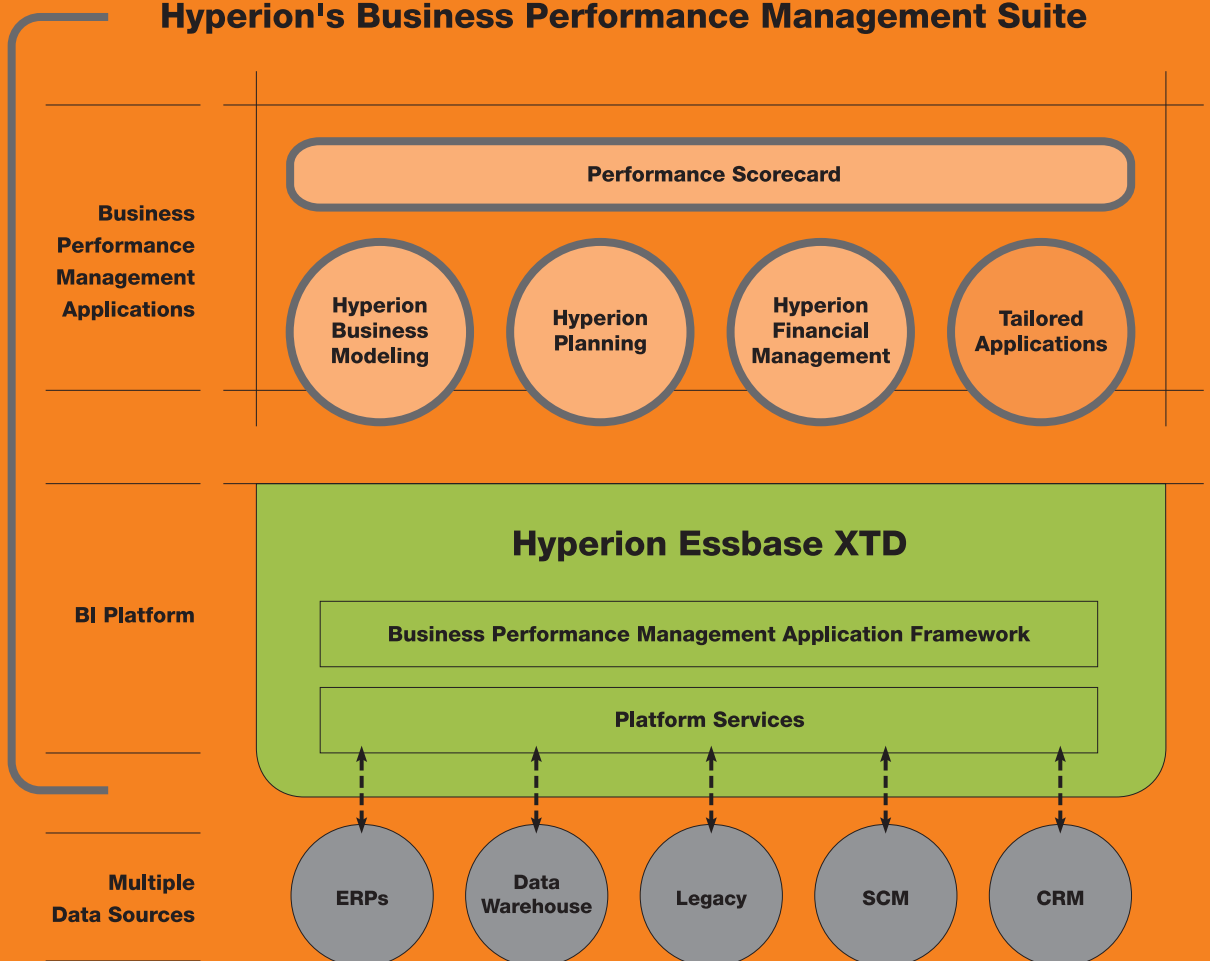 Hyperion's Business Performance Management Suite
Performance Scorecard
Business
Performance
Management
Applications
Hyperion
Business
Modeling
Hyperion
Planning
Hyperion
Financial
Management
Tailored
Applications
Hyperion Essbase XTD
BI Platform
Business Performance Management Application Framework
Platform Services
Multiple
Data Sources
ERPs
Data
Warehouse
Legacy
SCM
CRM